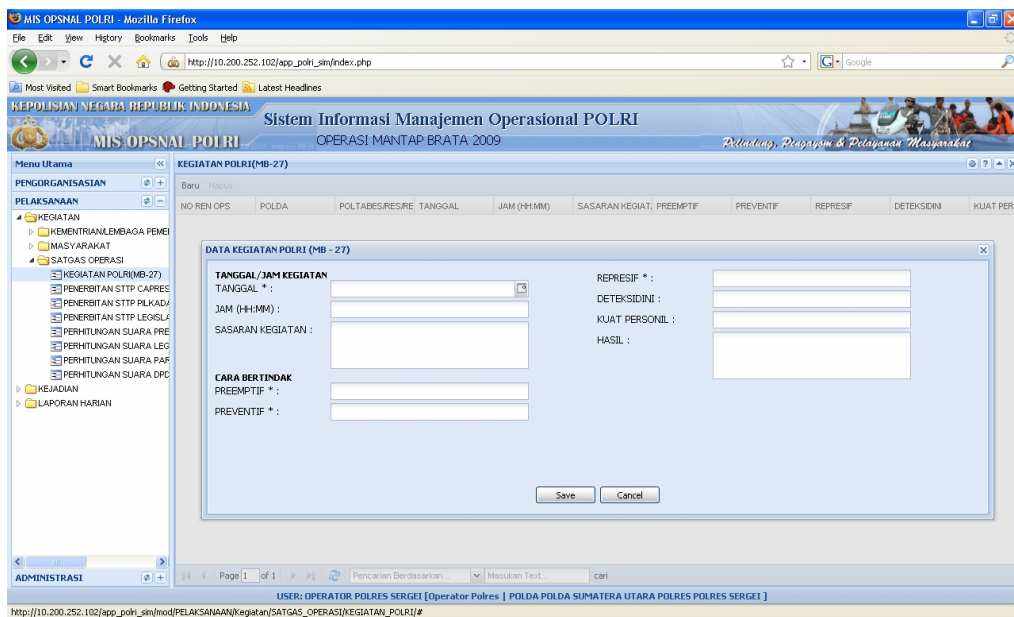 MIS OPSNAL POLRI - Mozilla Firefox
File Edit View History Bookmarks Tools Help
http://10.200.252.102/app_polri_sim/index.php
Google
Most Visited Smart Bookmarks Getting Started Latest Headlines
KEPOLISIAN NEGARA REPUBLIK INDONESIA
MIS OPSNAL POLRI
Sistem Informasi Manajemen Operasional POLRI
OPERASI MANTAP BRATA 2009
Pelindung, Pengayom & Pelayanan Masyarakat
Menu Utama
KEGIATAN POLRI(MB-27)
PENGORGANISASIAN
Baru Hapus
PELAKSANAAN
NO REN OPS POLDA POLTABES/RES/RE TANGGAL JAM (HH:MM) SASARAN KEGIAT. PREEMPTIF PREVENTIF REPRESIF DETEKSIDINI KUAT PER
KEGIATAN
KEMENTRIAN/LEMBAGA PEMEI
MASYARAKAT
SATGAS OPERASI
KEGIATAN POLRI(MB-27)
PENERBITAN STTP CAPRES
PENERBITAN STTP PILKADA
PENERBITAN STTP LEGISLA
PERHITUNGAN SUARA PRE
PERHITUNGAN SUARA LEG
PERHITUNGAN SUARA PAR
PERHITUNGAN SUARA DPD
KEJADIAN
LAPORAN HARIAN
DATA KEGIATAN POLRI (MB - 27)
TANGGAL/JAM KEGIATAN
TANGGAL * :
JAM (HH:MM) :
SASARAN KEGIATAN :
CARA BERTINDAK
PREEMPTIF * :
PREVENTIF * :
REPRESIF * :
DETEKSIDINI :
KUAT PERSONIL :
HASIL :
Save Cancel
ADMINISTRASI
Page 1 of 1 Pencarian Berdasarkan... Masukan Text... cari
USER: OPERATOR POLRES SERGEI [Operator Polres | POLDA POLDA SUMATERA UTARA POLRES POLRES SERGEI ]
http://10.200.252.102/app_polri_sim/mod/PELAKSANAAN/Kegiatan/SATGAS_OPERASI/KEGIATAN_POLRI/#